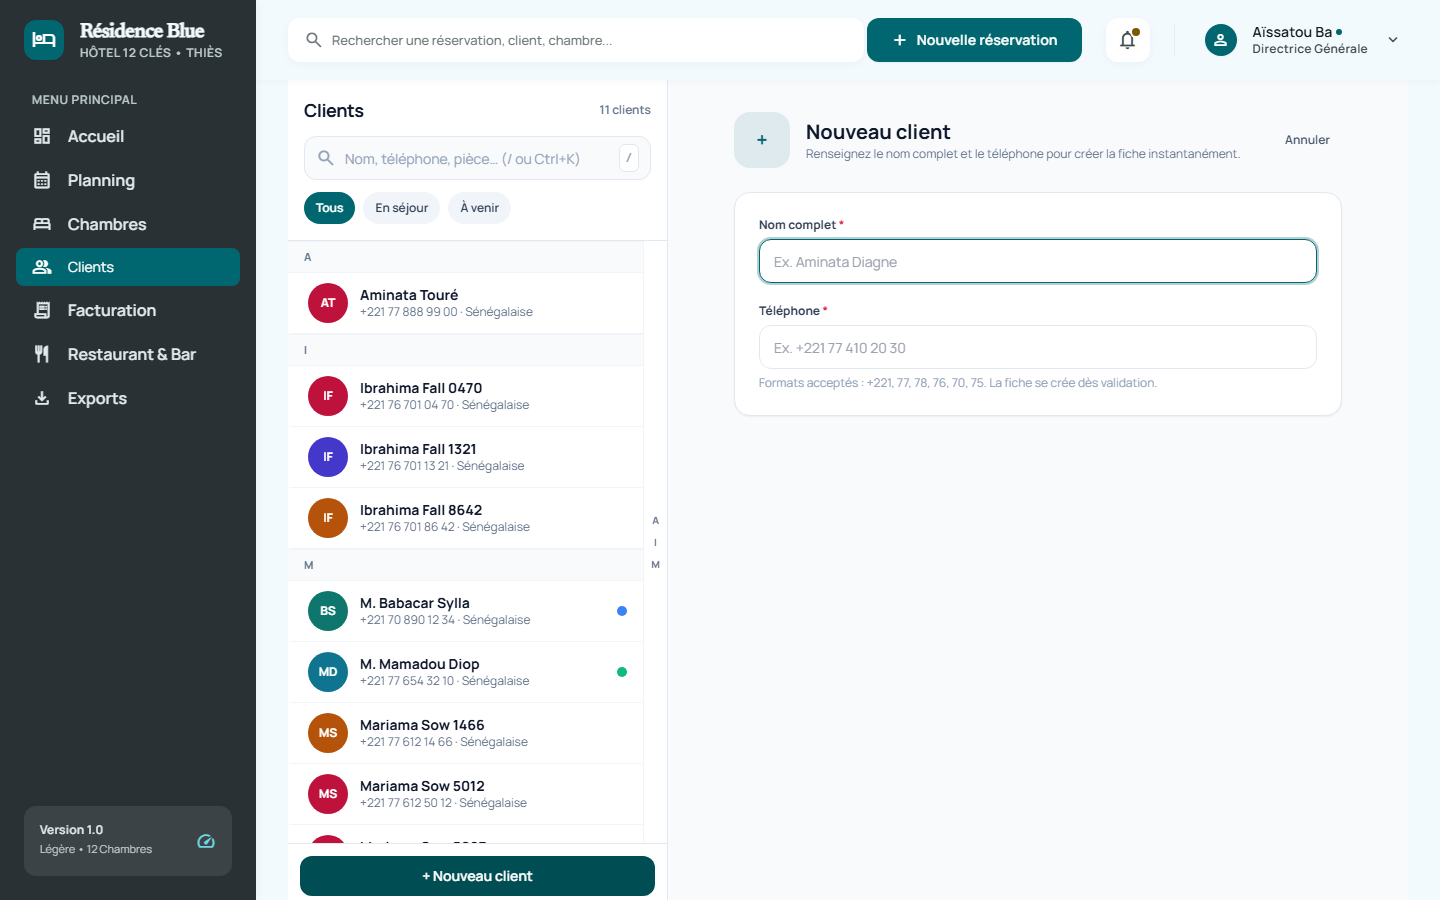 Résidence Blue
HÔTEL 12 CLÉS • THIÈS
MENU PRINCIPAL
Accueil
Planning
Chambres
Clients
Facturation
Restaurant & Bar
Exports
Version 1.0
Légère • 12 Chambres
Rechercher une réservation, client, chambre...
+ Nouvelle réservation
Aïssatou Ba
Directrice Générale
Clients
11 clients
Nom, téléphone, pièce... (/ ou Ctrl+K)
/
Tous
En séjour
À venir
A
AT
Aminata Touré
+221 77 888 99 00 · Sénégalaise
I
IF
Ibrahima Fall 0470
+221 76 701 04 70 · Sénégalaise
IF
Ibrahima Fall 1321
+221 76 701 13 21 · Sénégalaise
IF
Ibrahima Fall 8642
+221 76 701 86 42 · Sénégalaise
M
BS
M. Babacar Sylla
+221 70 890 12 34 · Sénégalaise
MD
M. Mamadou Diop
+221 77 654 32 10 · Sénégalaise
MS
Mariama Sow 1466
+221 77 612 14 66 · Sénégalaise
MS
Mariama Sow 5012
+221 77 612 50 12 · Sénégalaise
A
I
M
+ Nouveau client
+
Nouveau client
Renseignez le nom complet et le téléphone pour créer la fiche instantanément.
Annuler
Nom complet *
Ex. Aminata Diagne
Téléphone *
Ex. +221 77 410 20 30
Formats acceptés : +221, 77, 78, 76, 70, 75. La fiche se crée dès validation.